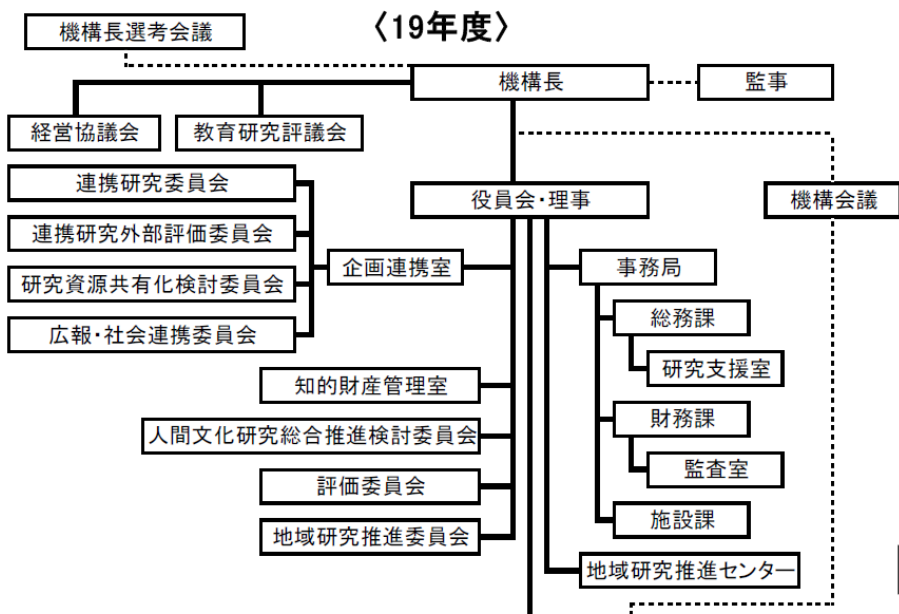 〈19年度〉
機構長選考会議
機構長
監事
経営協議会
教育研究評議会
連携研究委員会
役員会・理事
機構会議
連携研究外部評価委員会
企画連携室
事務局
研究資源共有化検討委員会
総務課
広報・社会連携委員会
研究支援室
知的財産管理室
財務課
人間文化研究総合推進検討委員会
監査室
評価委員会
施設課
地域研究推進委員会
地域研究推進センター